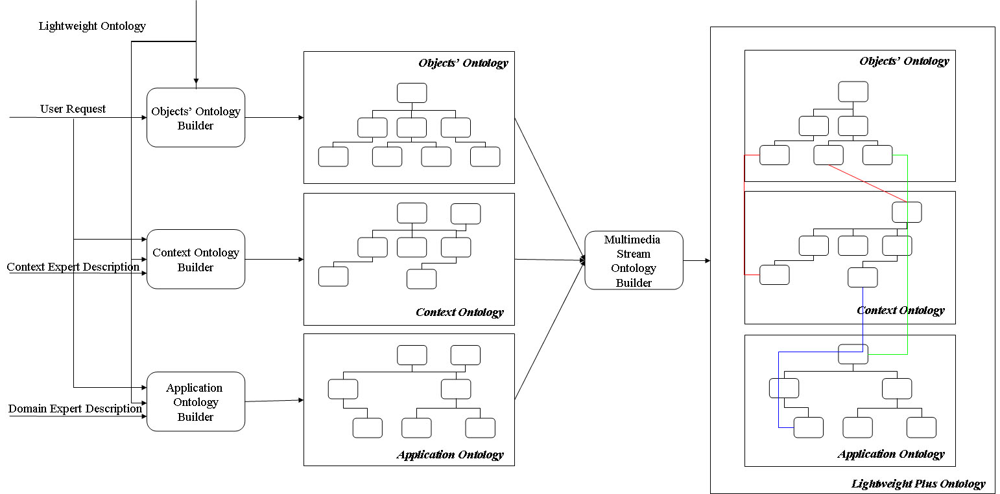 Lightweight Ontology
User Request
Objects’ Ontology
Builder
Objects’ Ontology
Context Expert Description
Context Ontology
Builder
Context Ontology
Domain Expert Description
Application
Ontology
Builder
Application Ontology
Multimedia
Stream
Ontology
Builder
Objects’ Ontology
Context Ontology
Application Ontology
Lightweight Plus Ontology